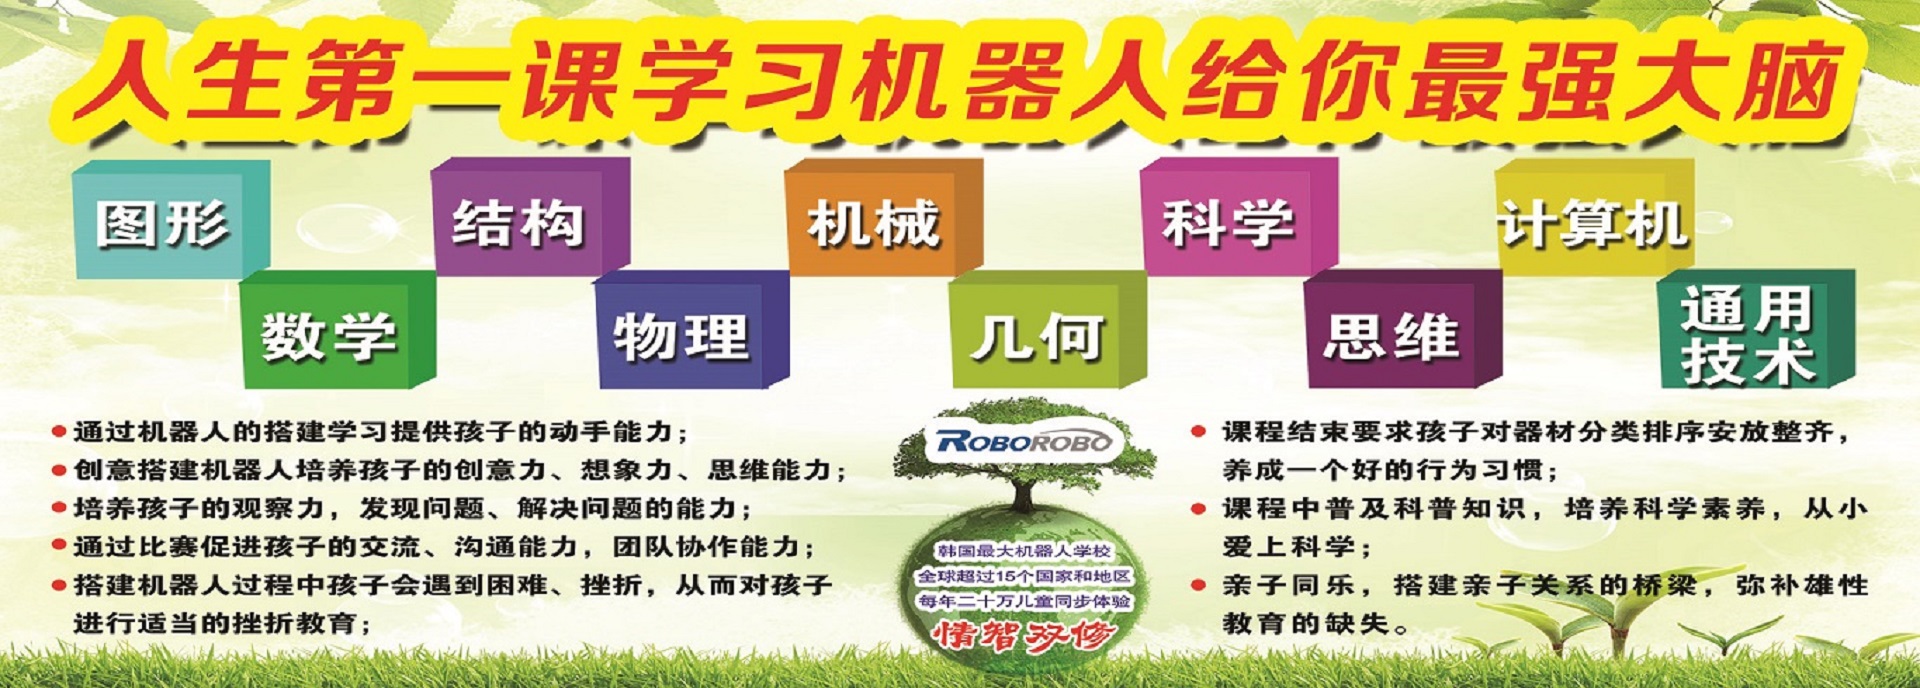 人生第一课学习机器人给你最强大脑
图形
结构
机械
科学
计算机
数学
物理
几何
思维
通用
技术
通过机器人的搭建学习提供孩子的动手能力；
创意搭建机器人培养孩子的创意力、想象力、思维能力；
培养孩子的观察力，发现问题、解决问题的能力；
通过比赛促进孩子的交流、沟通能力，团队协作能力；
搭建机器人过程中孩子会遇到困难、挫折，从而对孩子
进行适当的挫折教育；
ROBOROBO
韩国最大机器人学校
全球超过15个国家和地区
每年二十万儿童同步体验
情智双修
课程结束要求孩子对器材分类排序安放整齐，
养成一个好的行为习惯；
课程中普及科普知识，培养科学素养，从小
爱上科学；
亲子同乐，搭建亲子关系的桥梁，弥补雄性
教育的缺失。